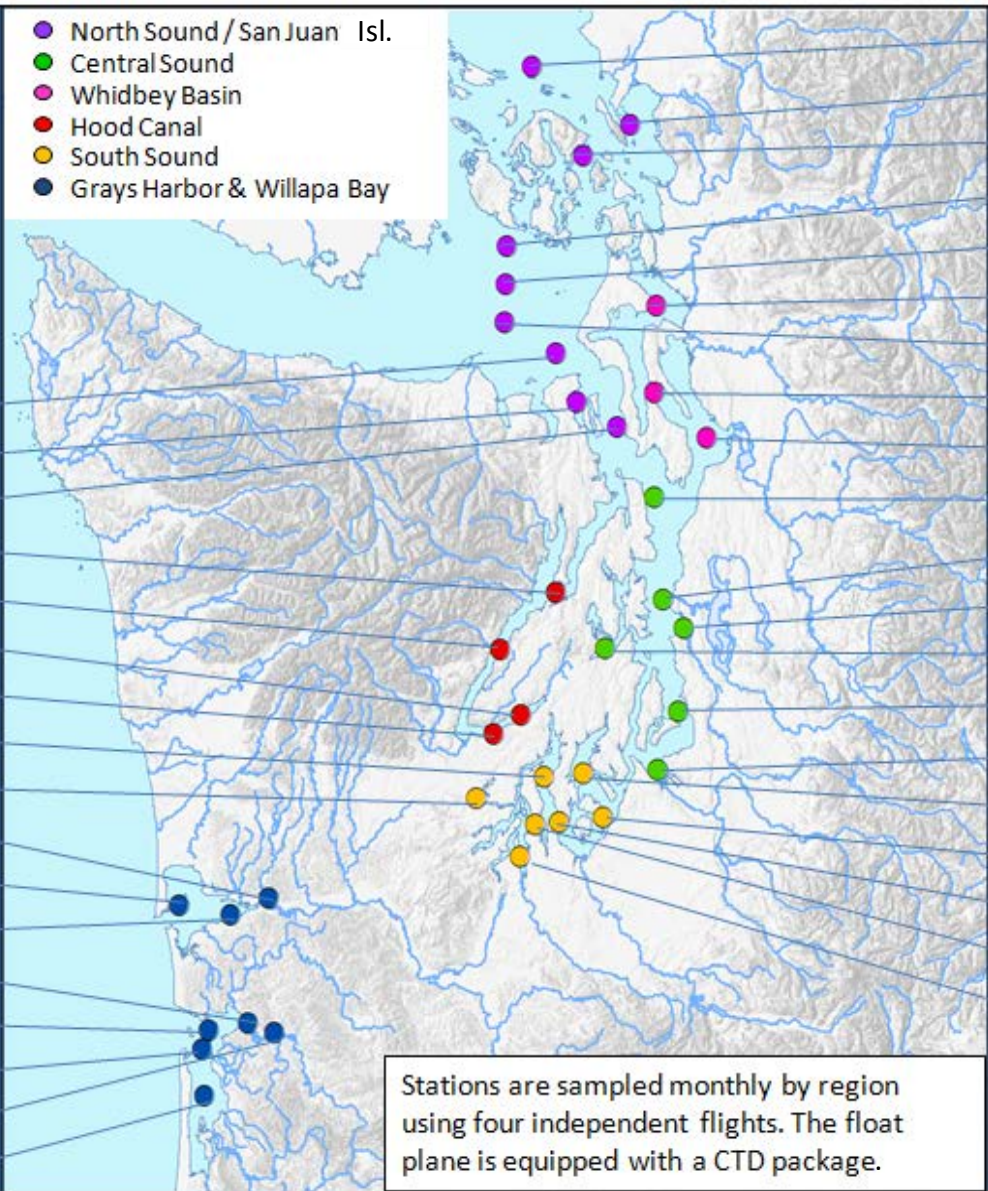 North Sound / San Juan Isl.
Central Sound
Whidbey Basin
Hood Canal
South Sound
Grays Harbor & Willapa Bay
Stations are sampled monthly by region
using four independent flights. The float
plane is equipped with a CTD package.